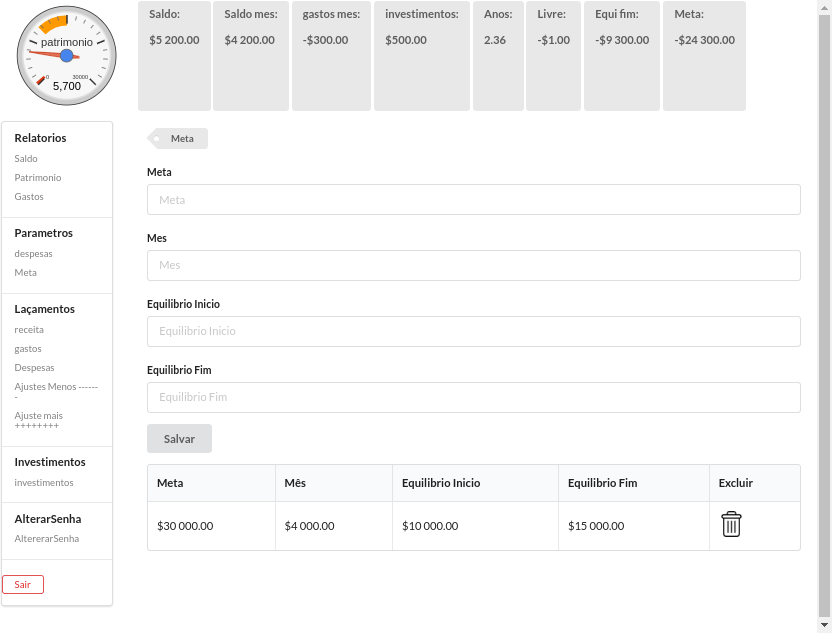 patrimonio
0
30000
5,700
Saldo:
$5 200.00
Saldo mes:
$4 200.00
gastos mes:
-$300.00
investimentos:
$500.00
Anos:
2.36
Livre:
-$1.00
Equi fim:
-$9 300.00
Meta:
-$24 300.00
Relatorios
Saldo
Patrimonio
Gastos
Parametros
despesas
Meta
Laçamentos
receita
gastos
Despesas
Ajustes Menos ------
-
Ajuste mais
++++++++
Investimentos
investimentos
AlterarSenha
AltererarSenha
Sair
Meta
Meta
Meta
Mes
Mes
Equilibrio Inicio
Equilibrio Inicio
Equilibrio Fim
Equilibrio Fim
Salvar
Meta Mês Equilibrio Inicio Equilibrio Fim Excluir
$30 000.00 $4 000.00 $10 000.00 $15 000.00